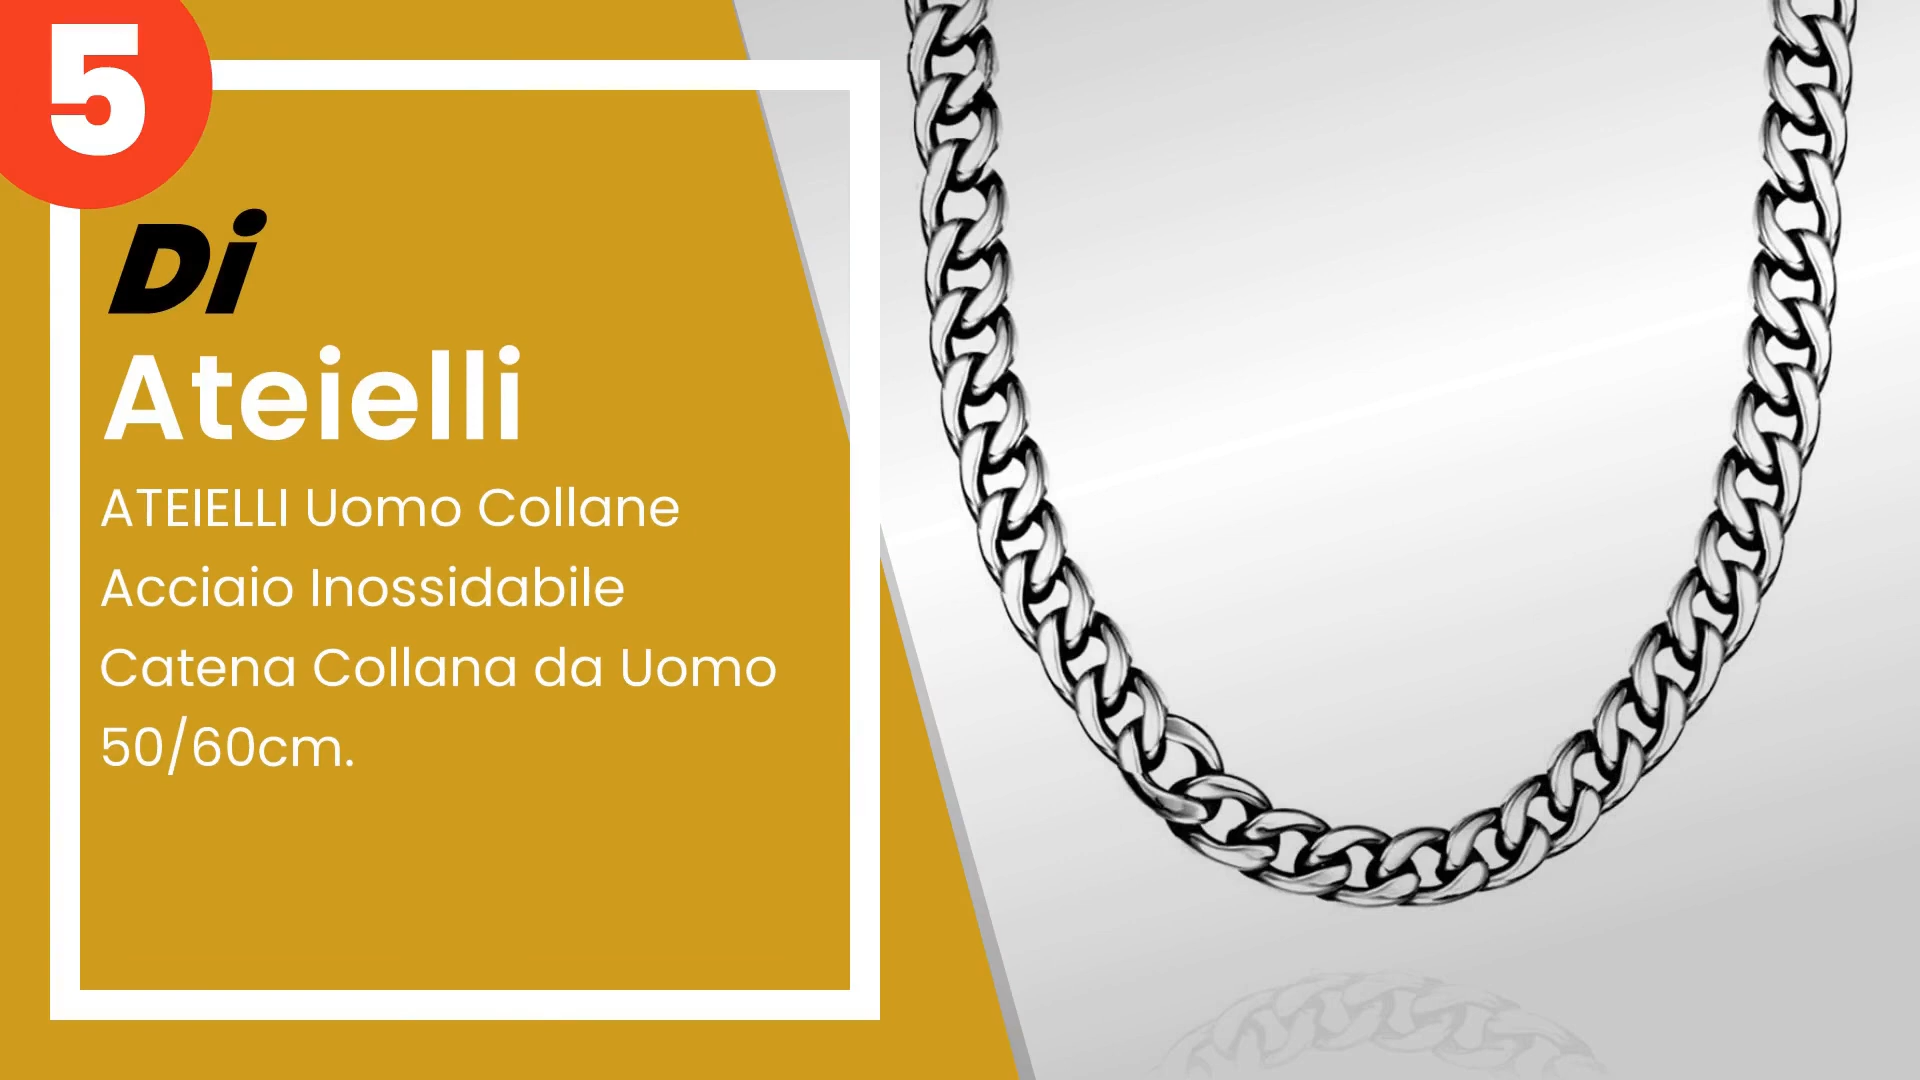 5
Di
Ateielli
ATEIELLI Uomo Collane
Acciaio Inossidabile
Catena Collana da Uomo
50/60cm.